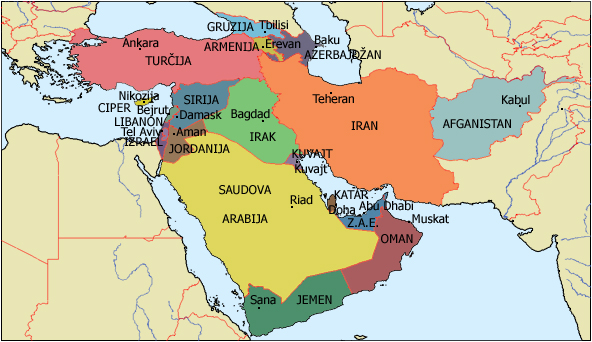 GRUZIJA
Tbilisi
Ankara
ARMENIJA
Erevan
Baku
AZERBAJDŽAN
TURČIJA
Nikozija
CIPER
SIRIJA
Teheran
Kabul
Bejrut
LIBANON
Damask
Bagdad
IRAN
AFGANISTAN
Tel Aviv
Aman
IZRAEL
IRAK
JORDANIJA
KUVAJT
Kuvajt
SAUDOVA
ARABIJA
Riad
KATAR
Doha
Abu Dhabi
Z.A.E.
Muskat
OMAN
Sana
JEMEN